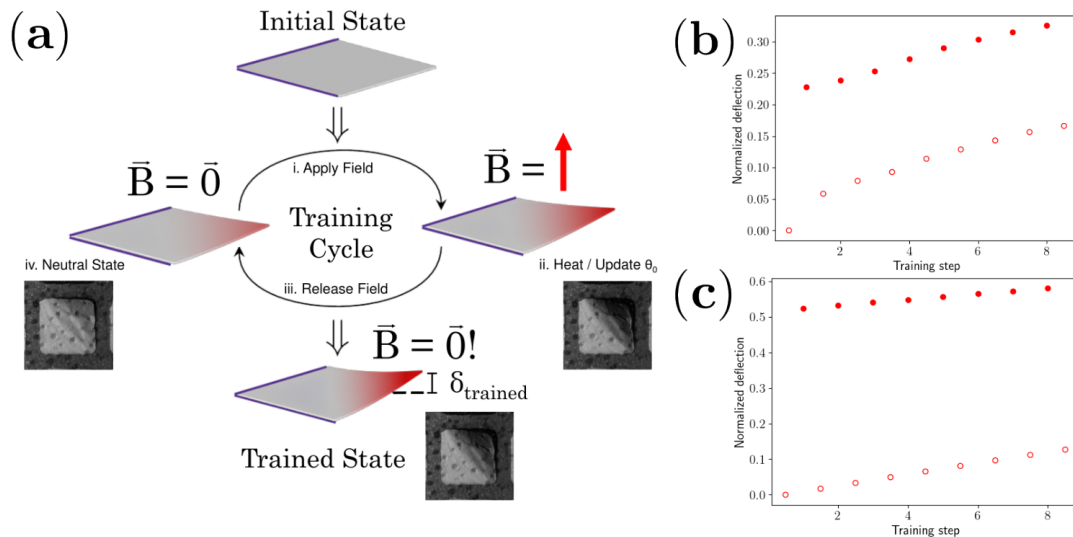 (a)
Initial State
B⃗ = 0⃗
i. Apply Field
B⃗ =
Training
Cycle
iv. Neutral State
ii. Heat / Update θ₀
iii. Release Field
B⃗ = 0⃗!
δtrained
Trained State
(b)
Normalized deflection
0.30
0.25
0.20
0.15
0.10
0.05
0.00
2
4
6
8
Training step
(c)
Normalized deflection
0.6
0.5
0.4
0.3
0.2
0.1
0.0
2
4
6
8
Training step